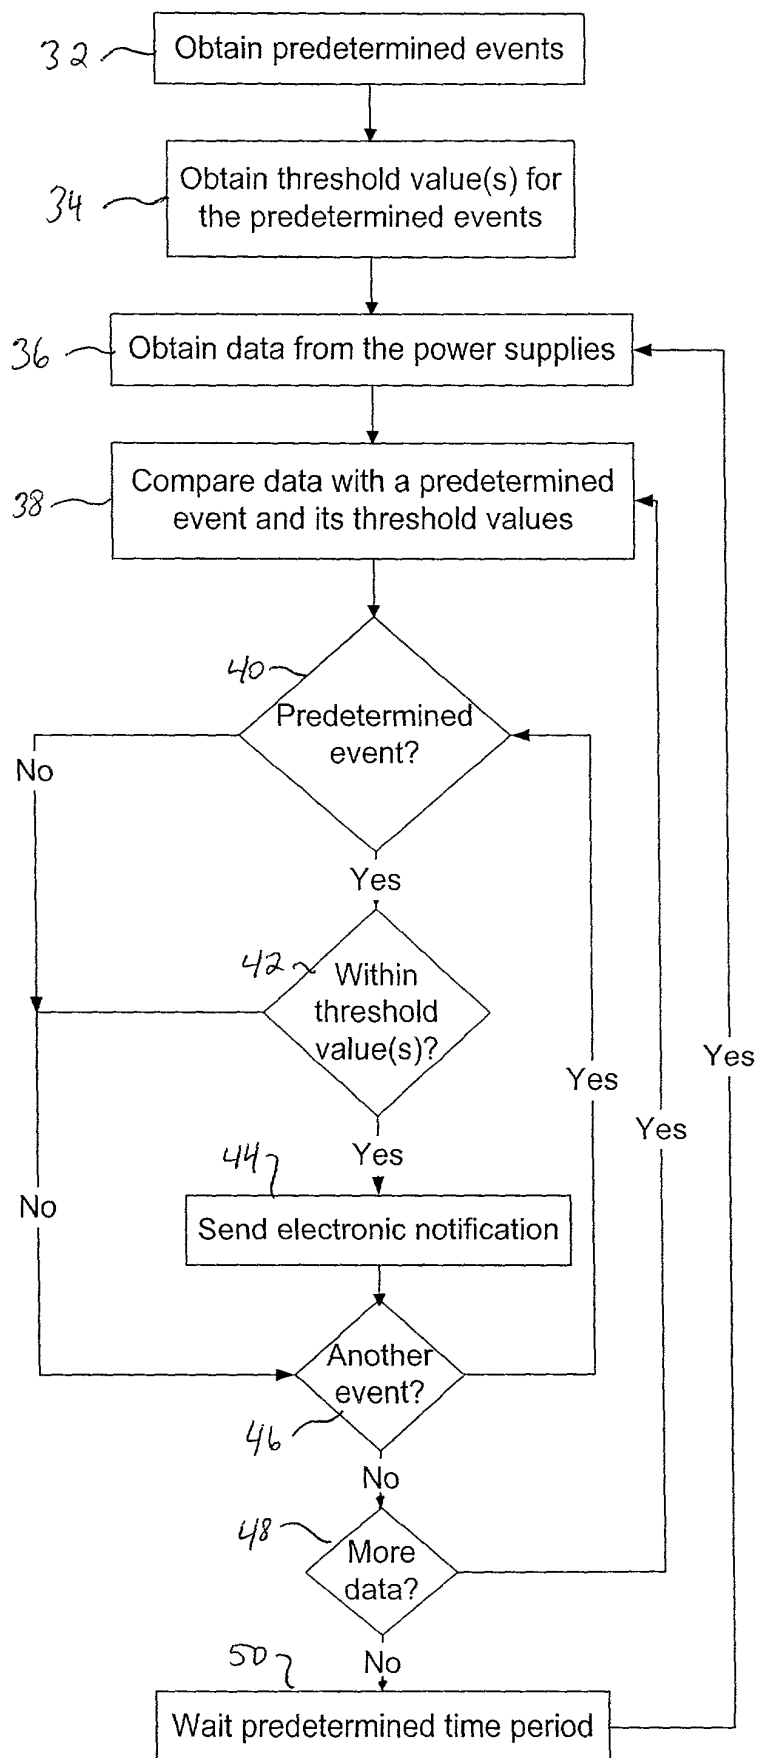 32
Obtain predetermined events
34
Obtain threshold value(s) for
the predetermined events
36
Obtain data from the power supplies
38
Compare data with a predetermined
event and its threshold values
40
Predetermined
event?
No
Yes
42
Within
threshold
value(s)?
Yes
Yes
Yes
44
Yes
No
Send electronic notification
Another
event?
46
No
48
More
data?
50
No
Wait predetermined time period